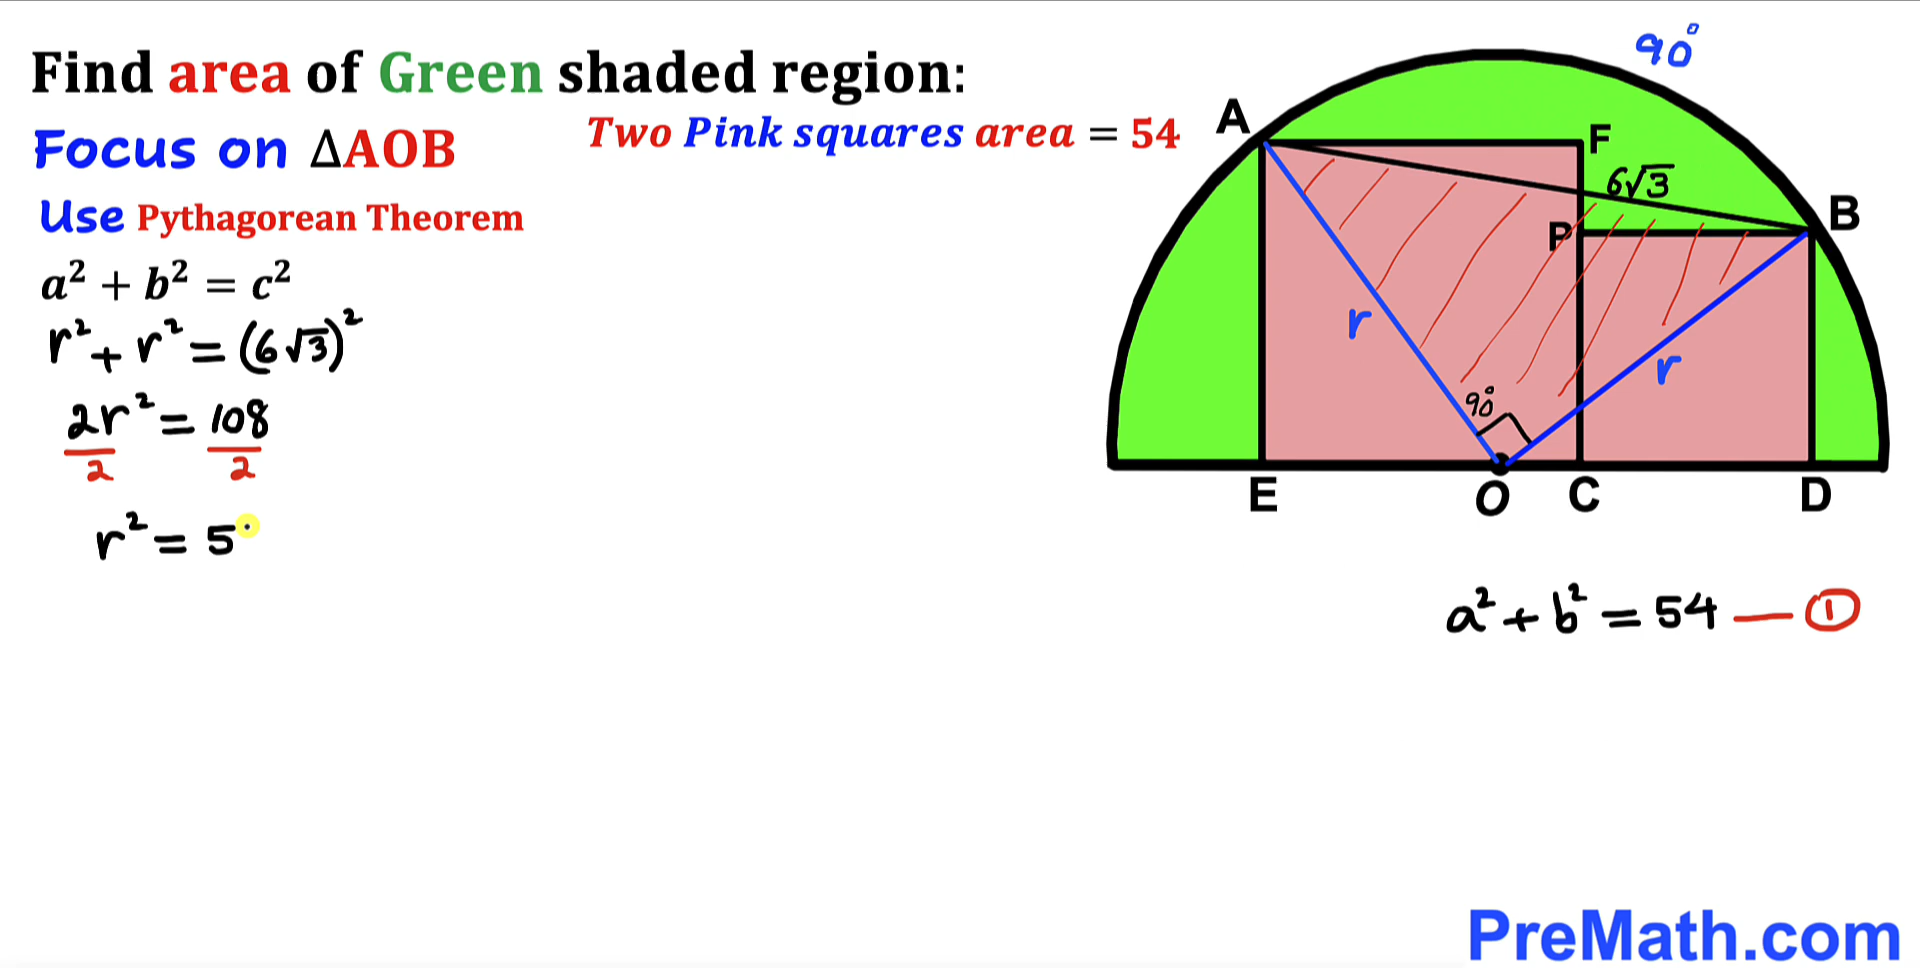 Find area of Green shaded region:
Focus on ΔAOB
Two Pink squares area = 54
Use Pythagorean Theorem
a² + b² = c²
r² + r² = (6√3)²
2r² = 108
2 2
r² = 5
90°
A
F
6√3
B
P
r
r
90°
E
O
C
D
a² + b² = 54 — ①
PreMath.com